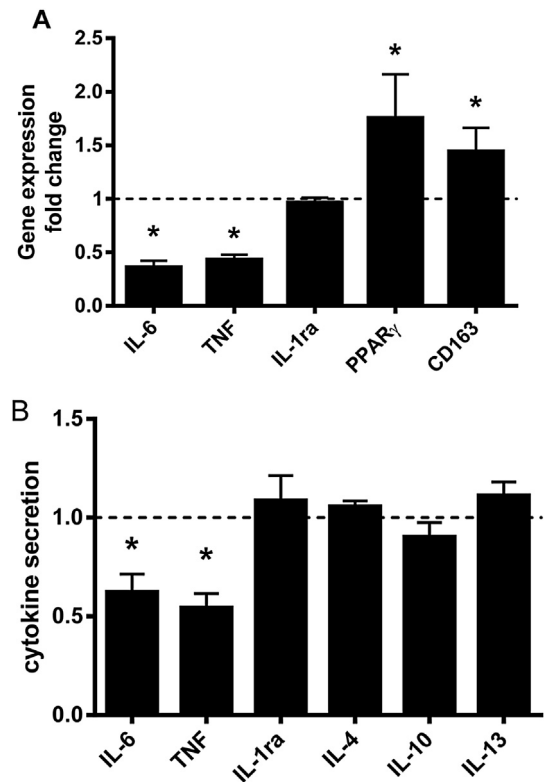 A
Gene expression
fold change
2.5
2.0
1.5
1
0.5
0.0
*
*
*
*
IL-6
TNF
IL-1ra
PPARγ
CD163
B
cytokine secretion
1.5
1.0
0.5
0.0
*
*
IL-6
TNF
IL-1ra
IL-4
IL-10
IL-13